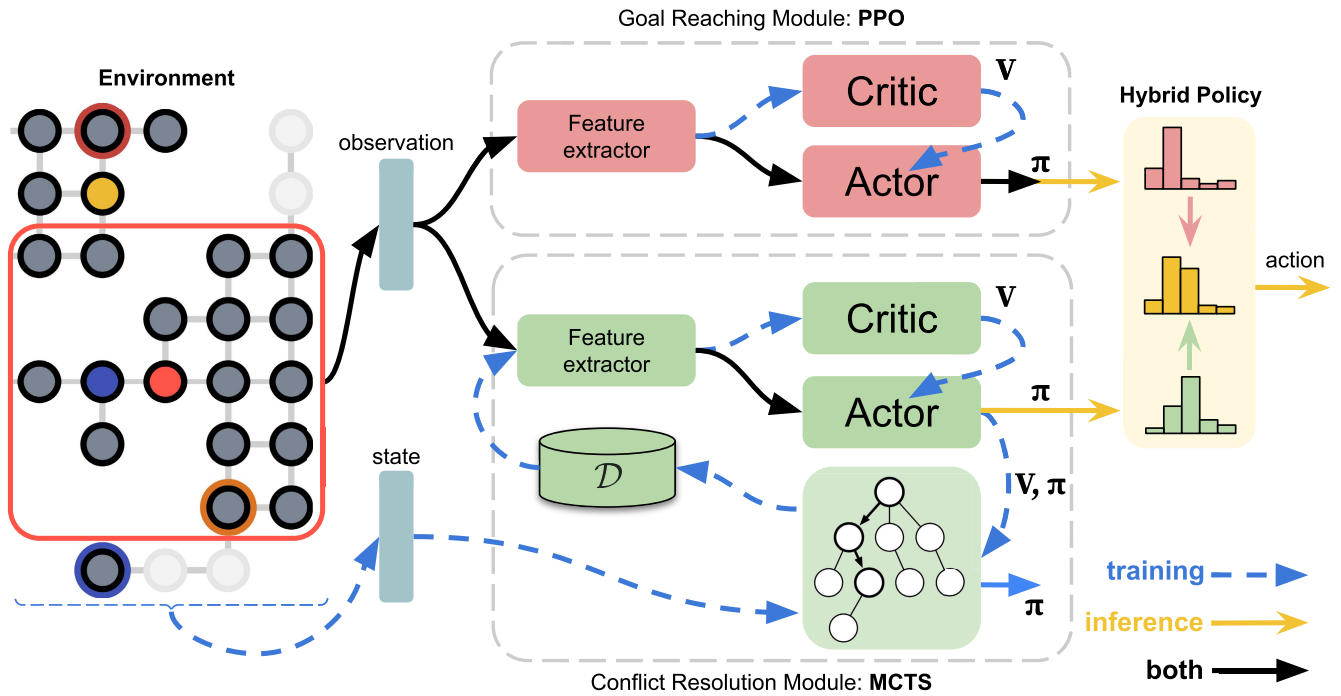 Goal Reaching Module: PPO
Environment
observation
Feature
extractor
Critic
V
Actor
π
Hybrid Policy
action
Feature
extractor
Critic
V
Actor
π
state
𝒟
V, π
π
training
inference
both
Conflict Resolution Module: MCTS